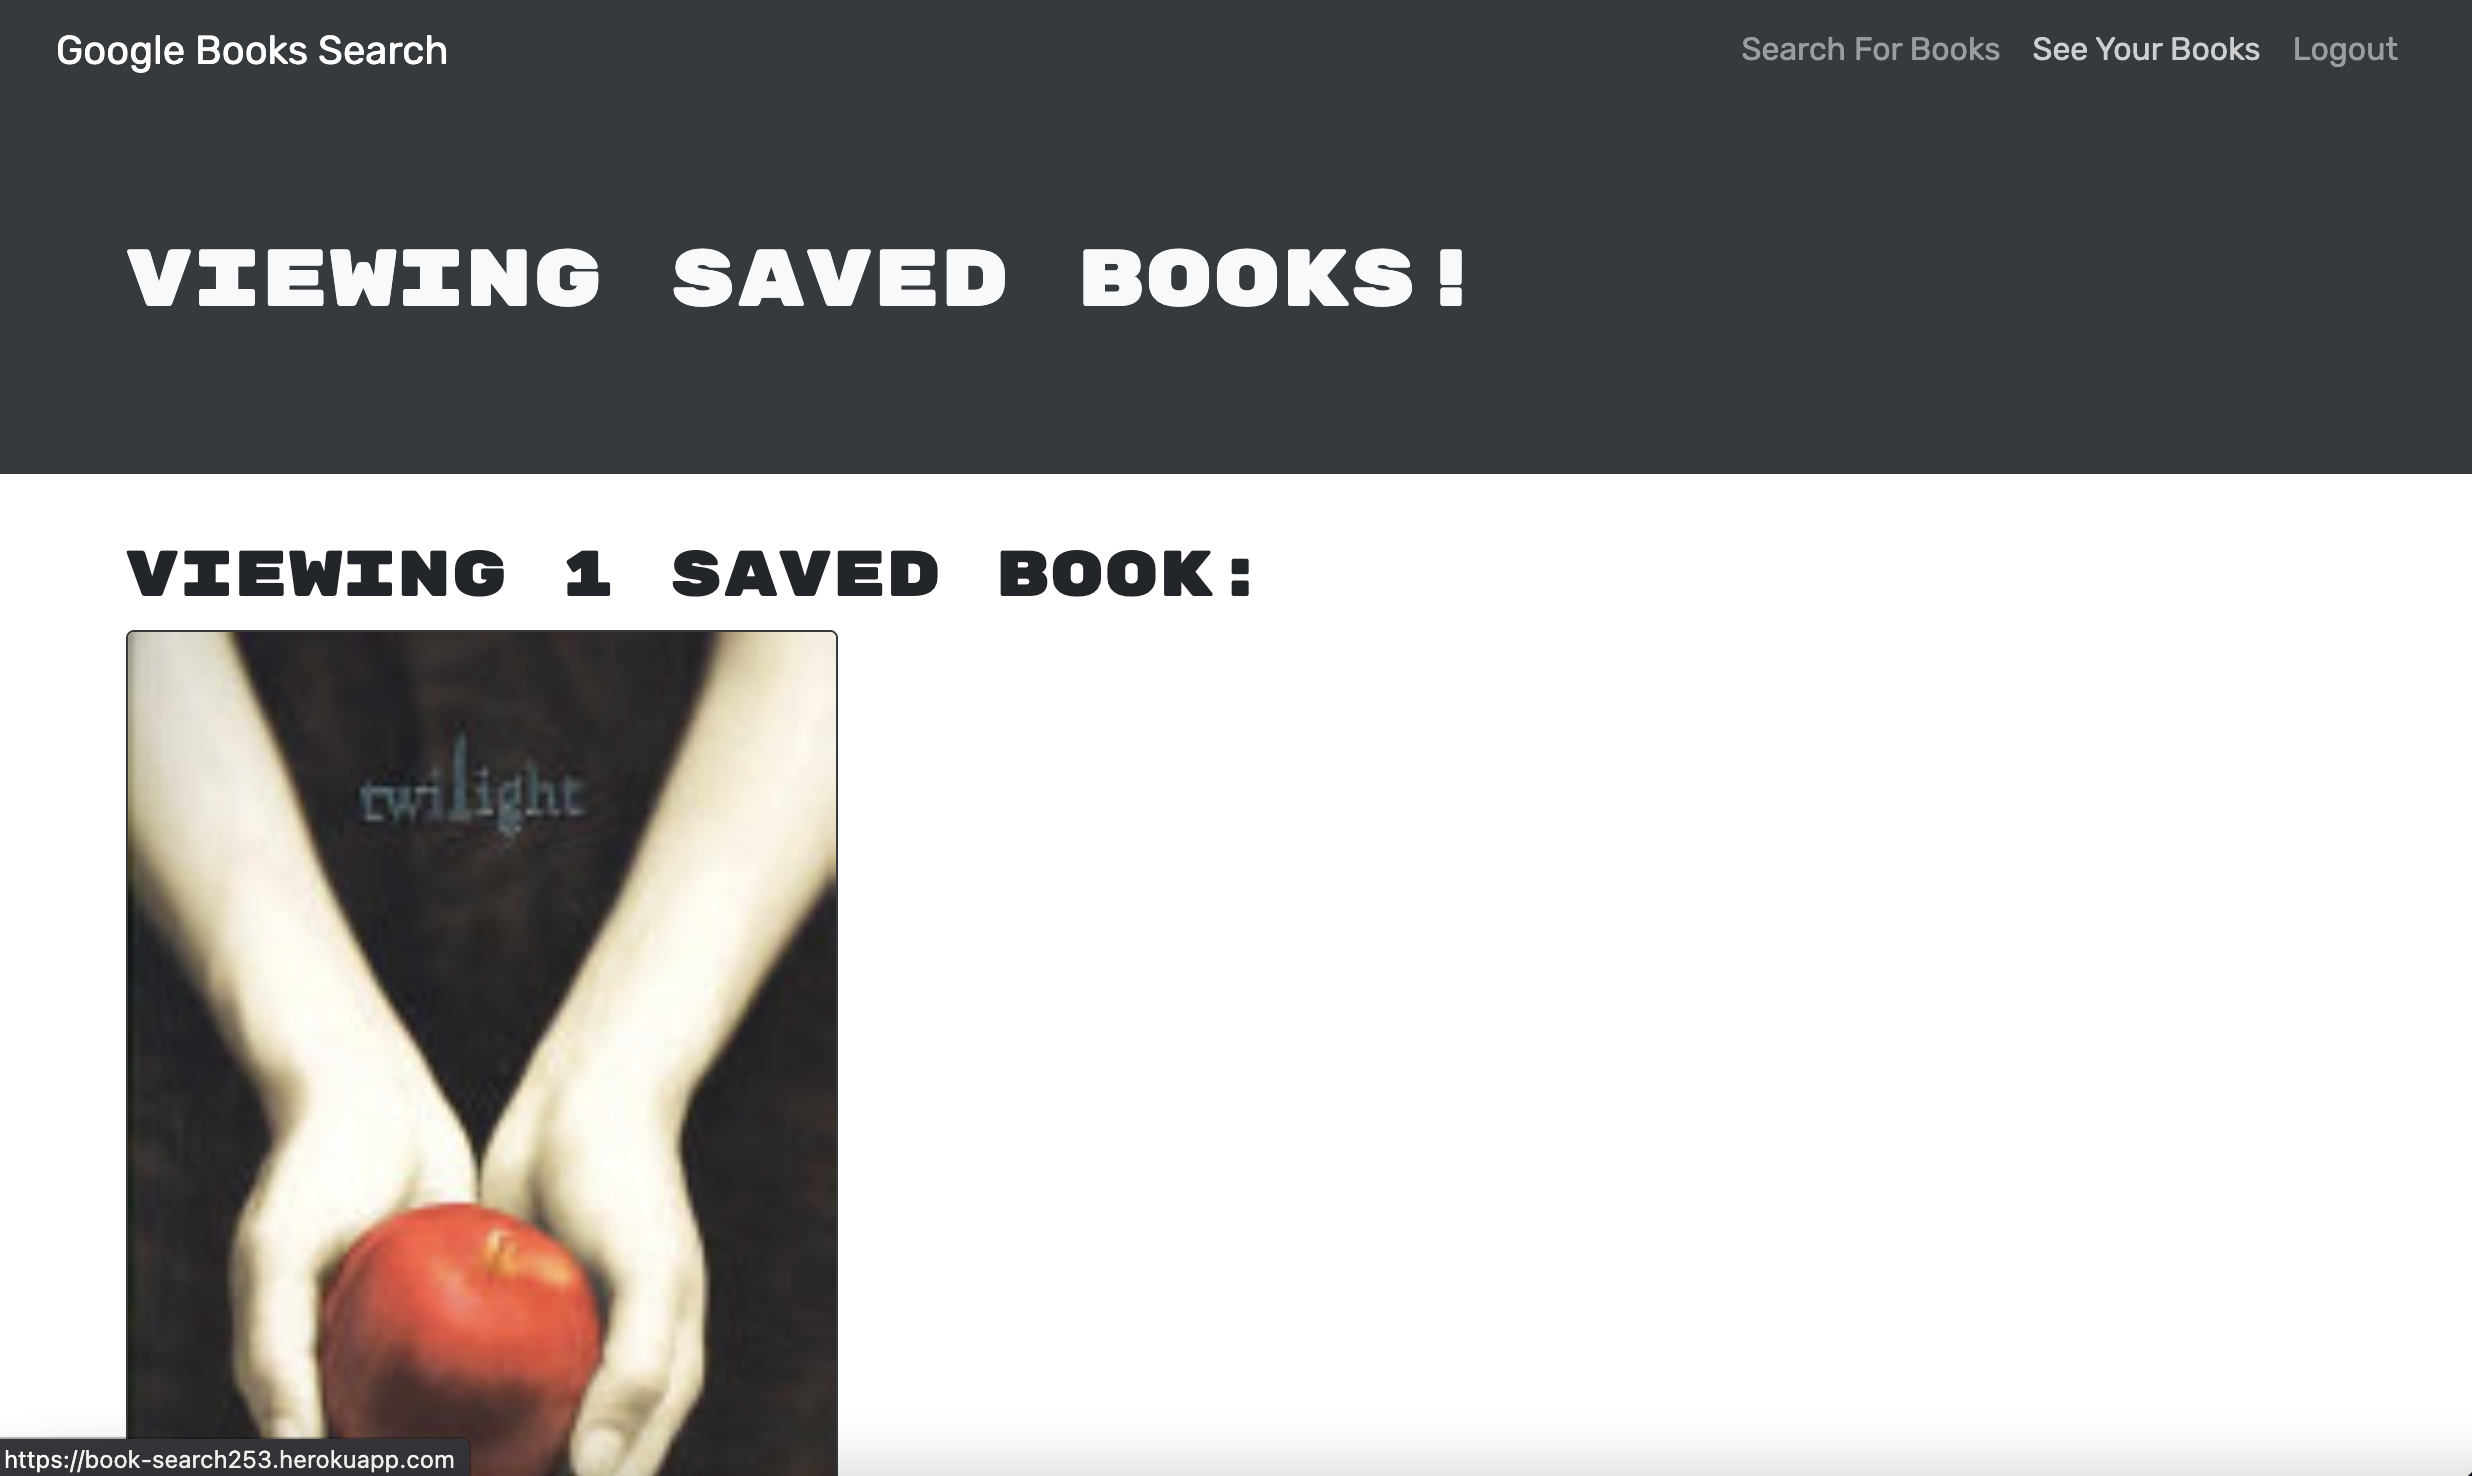 Google Books Search
Search For Books See Your Books Logout
VIEWING SAVED BOOKS!
VIEWING 1 SAVED BOOK:
twilight
https://book-search253.herokuapp.com